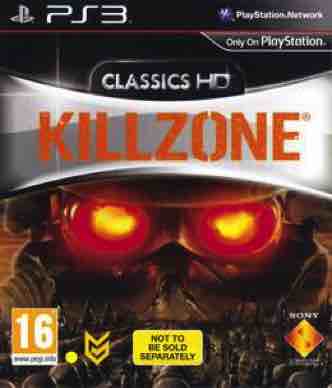 PS3
PlayStation Network
Only On PlayStation.
CLASSICS HD
KILLZONE®
16
www.pegi.info
NOT TO
BE SOLD
SEPARATELY
SONY